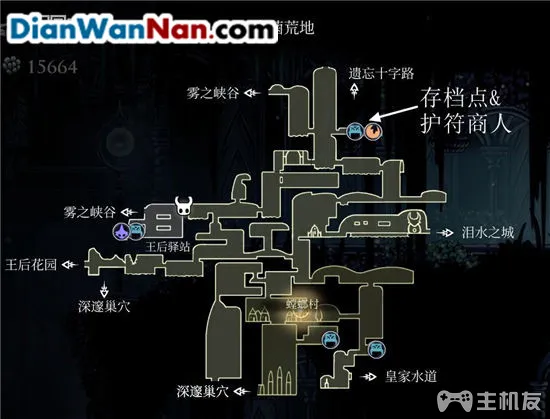 DianWanNan.com
荒地
15664
雾之峡谷
遗忘十字路
存档点&
护符商人
雾之峡谷
王后驿站
泪水之城
王后花园
深邃巢穴
螳螂村
深邃巢穴
皇家水道
主机友